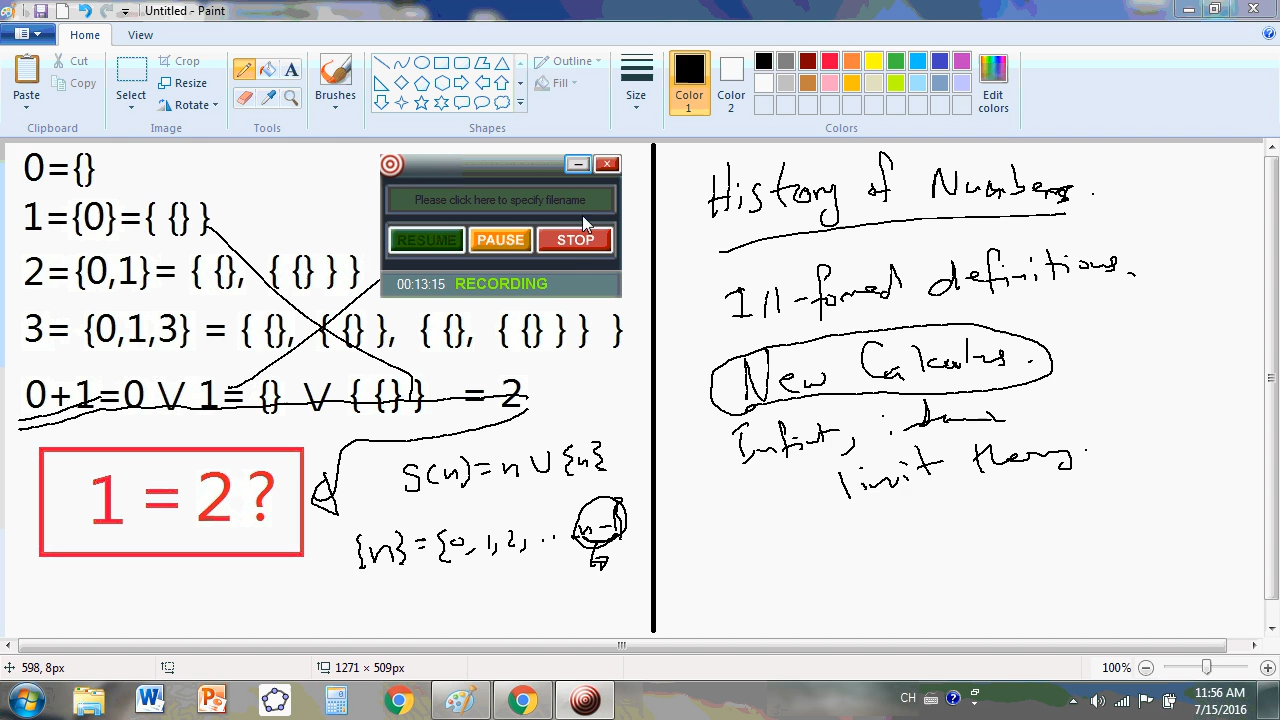 Untitled - Paint
Home View
Paste
Cut
Copy
Clipboard
Select
Crop
Resize
Rotate
Image
A
Tools
Brushes
Shapes
Outline
Fill
Size
Color 1
Color 2
Edit colors
Colors
0={}
1={0}={ {} }
2={0,1}= { {}, { {} } }
3= {0,1,3} = { {}, { {} }, { {}, { {} } } }
0+1=0 ∨ 1= {} ∨ { {} } = 2
1 = 2 ?
S(n) = n ∪ {n}
{n} = {0, 1, 2, .. n-1
Please click here to specify filename
RESUME PAUSE STOP
00:13:15 RECORDING
History of Numbers.
Ill-formed definitions.
New Calculus.
limit theory.
598, 8px
1271 × 509px
100%
CH
11:56 AM
7/15/2016